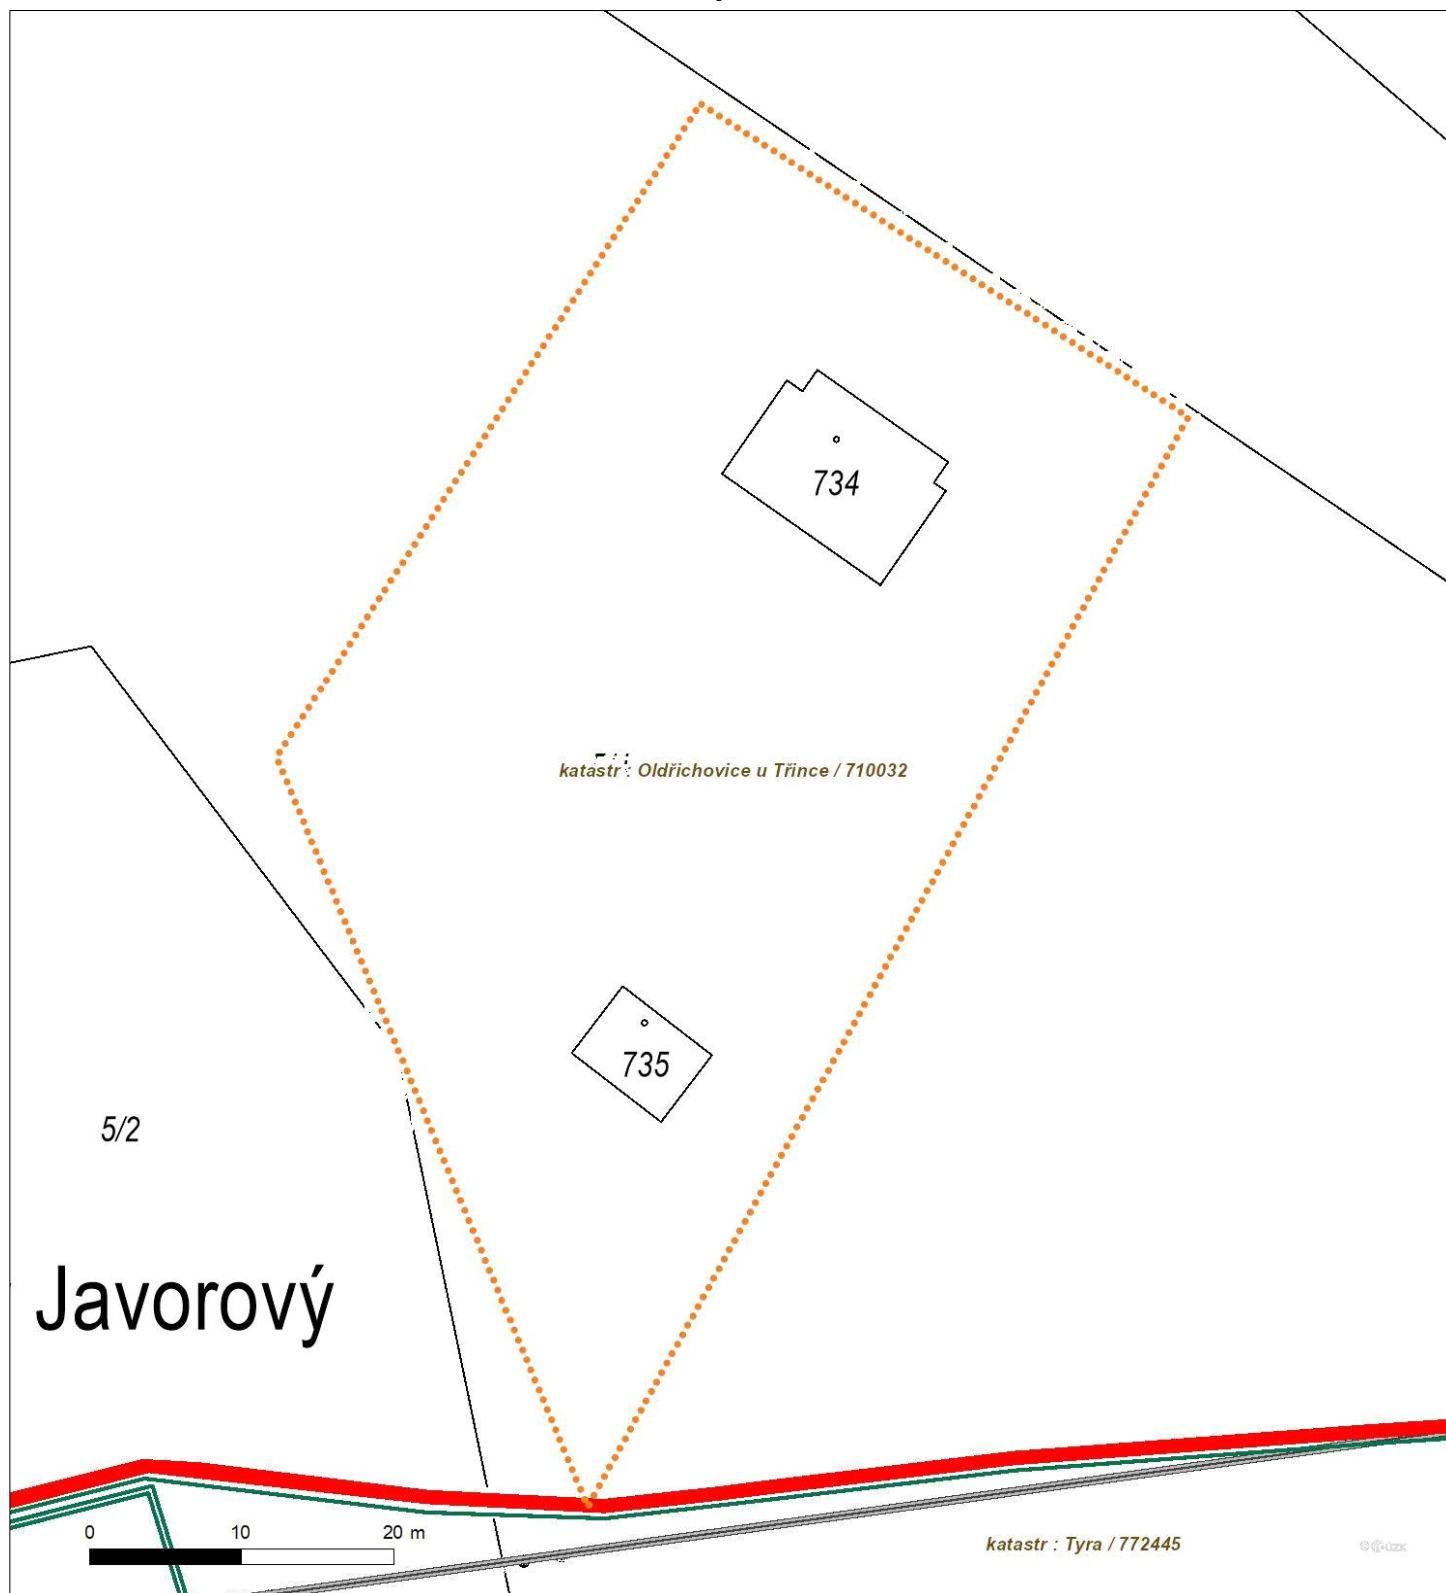 734
katastr : Oldřichovice u Třince / 710032
735
5/2
Javorový
0 10 20 m
katastr : Tyra / 772445